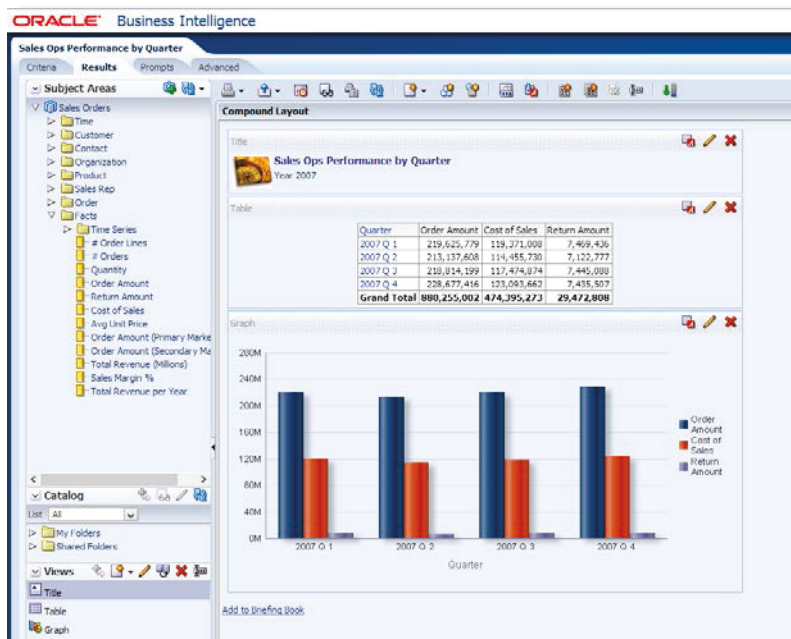 ORACLE® Business Intelligence
Sales Ops Performance by Quarter
Criteria Results Prompts Advanced
Subject Areas
Sales Orders
Time
Customer
Contact
Organization
Product
Sales Rep
Order
Facts
Time Series
# Order Lines
# Orders
Quantity
Order Amount
Return Amount
Cost of Sales
Avg Unit Price
Order Amount (Primary Marke
Order Amount (Secondary Ma
Total Revenue (Millions)
Sales Margin %
Total Revenue per Year
Catalog
List All
My Folders
Shared Folders
Views
Title
Table
Graph
Compound Layout
Title
Sales Ops Performance by Quarter
Year 2007
Table
Quarter Order Amount Cost of Sales Return Amount
2007 Q 1 219,625,779 119,371,008 7,469,436
2007 Q 2 213,137,608 114,455,730 7,122,777
2007 Q 3 218,814,199 117,474,874 7,445,088
2007 Q 4 228,677,416 123,093,662 7,435,507
Grand Total 880,255,002 474,395,273 29,472,808
Graph
280M
240M
200M
160M
120M
80M
40M
0M
2007 Q 1 2007 Q 2 2007 Q 3 2007 Q 4
Quarter
Order
Amount
Cost of
Sales
Return
Amount
Add to Briefing Book